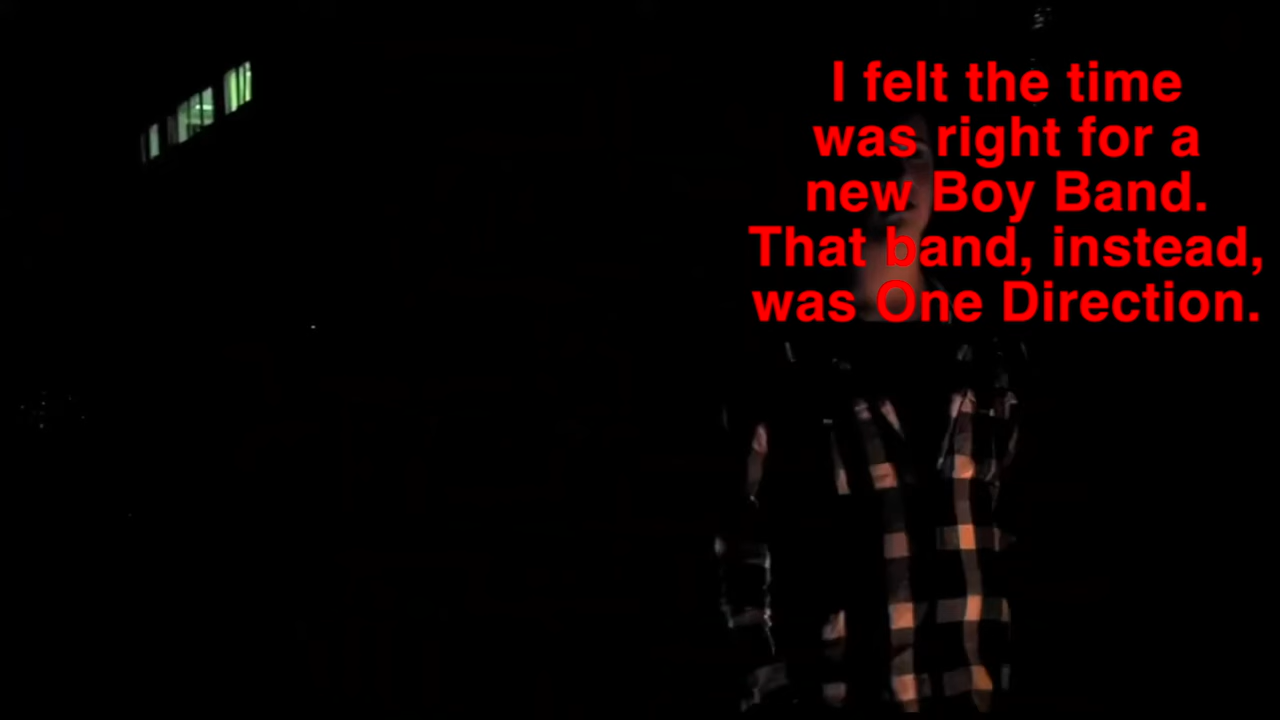 I felt the time
was right for a
new Boy Band.
That band, instead,
was One Direction.